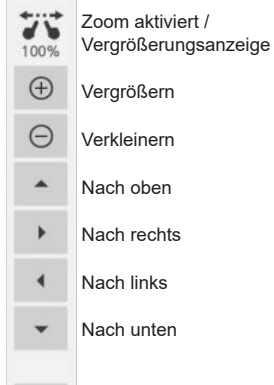 Zoom aktiviert /
100% Vergrößerungsanzeige
Vergrößern
Verkleinern
Nach oben
Nach rechts
Nach links
Nach unten